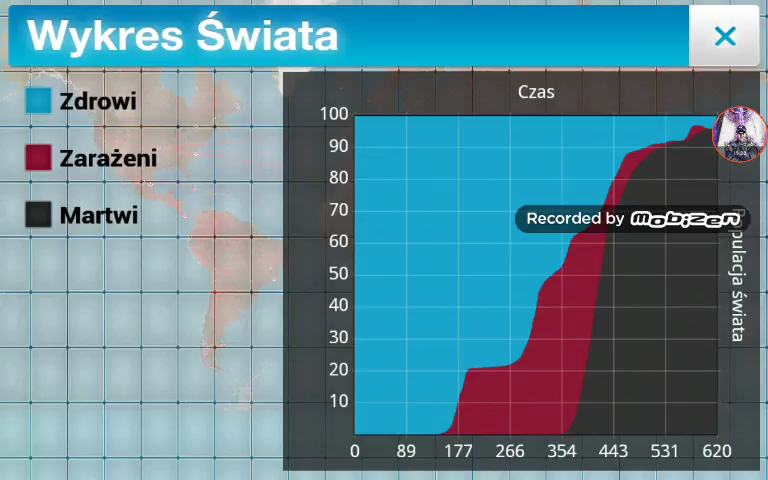 Wykres Świata
Zdrowi
Zarażeni
Martwi
Czas
100
90
80
70
60
50
40
30
20
10
0 89 177 266 354 443 531 620
Populacja świata
Recorded by Mobizen